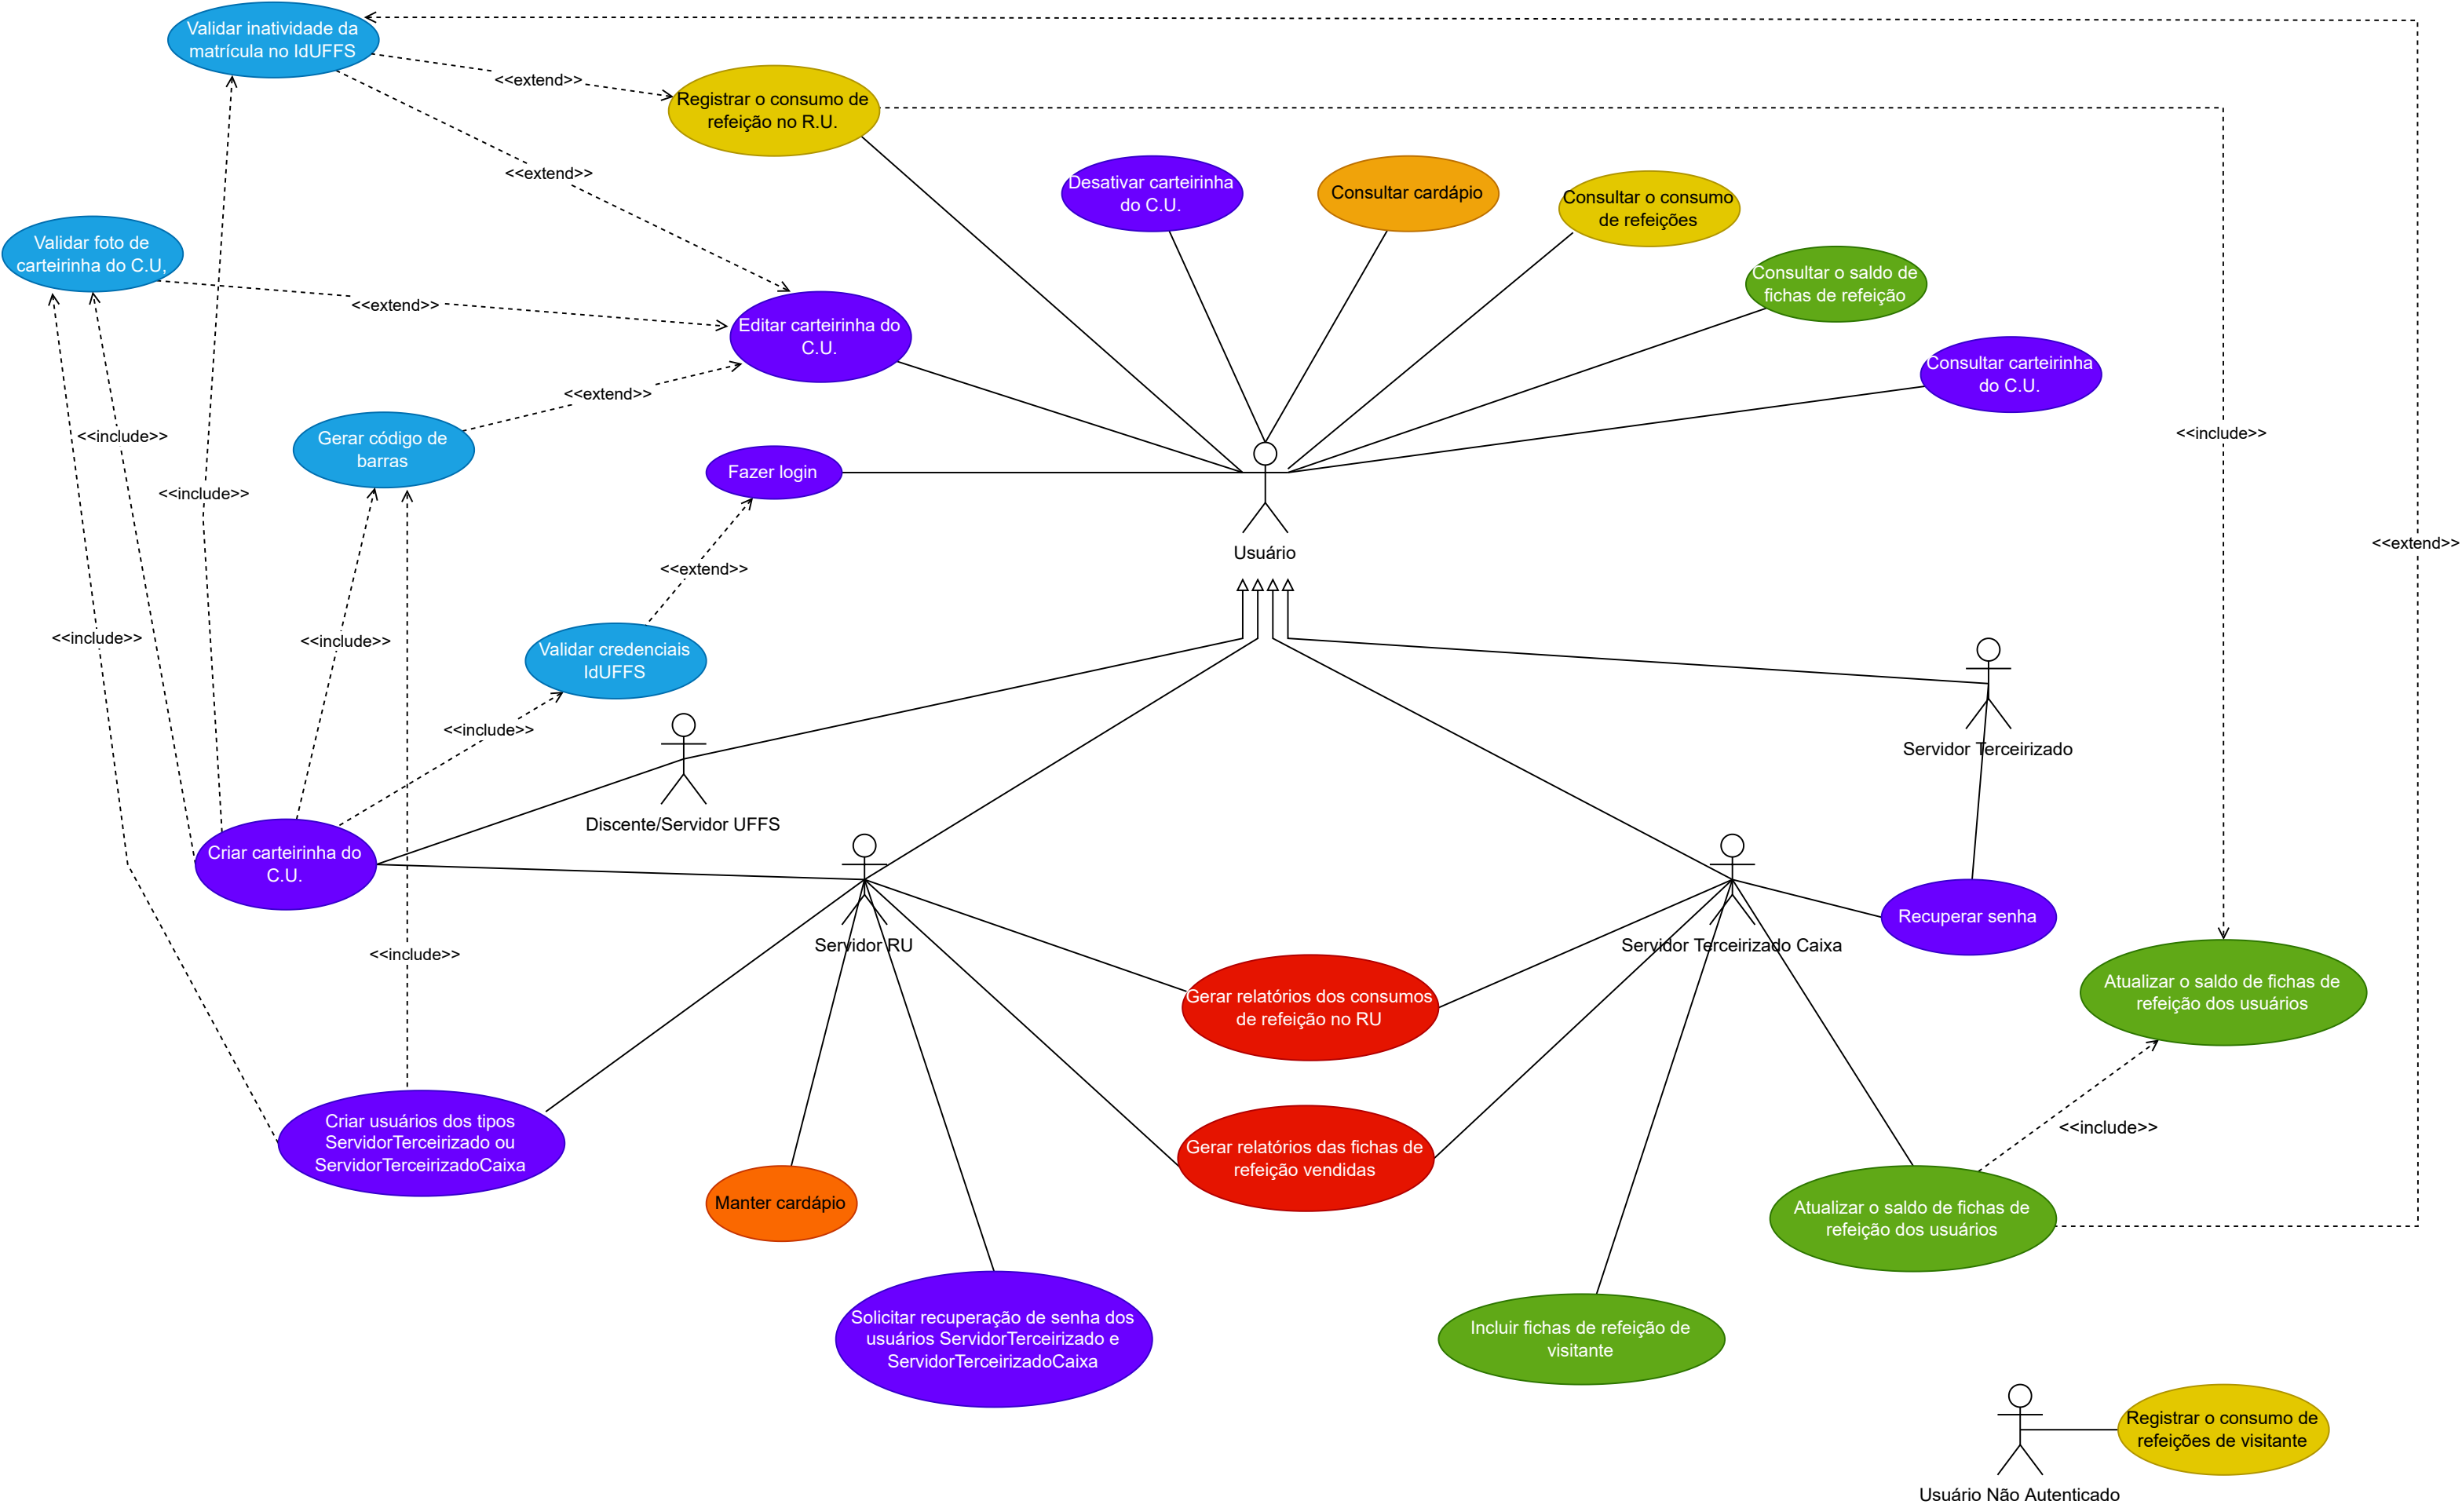 Validar inatividade da
matrícula no IdUFFS
<<extend>>
Registrar o consumo de
refeição no R.U.
<<extend>>
Desativar carteirinha
do C.U.
Consultar cardápio
Consultar o consumo
de refeições
Validar foto de
carteirinha do C.U,
<<extend>>
Consultar o saldo de
fichas de refeição
Editar carteirinha do
C.U.
Consultar carteirinha
do C.U.
<<extend>>
<<include>>
Gerar código de
barras
<<include>>
Fazer login
<<include>>
<<extend>>
Usuário
<<extend>>
<<include>>
<<include>>
Validar credenciais
IdUFFS
<<include>>
Servidor Terceirizado
Discente/Servidor UFFS
Criar carteirinha do
C.U.
Recuperar senha
Servidor RU
Servidor Terceirizado Caixa
<<include>>
Gerar relatórios dos consumos
de refeição no RU
Atualizar o saldo de fichas de
refeição dos usuários
Criar usuários dos tipos
ServidorTerceirizado ou
ServidorTerceirizadoCaixa
<<include>>
Gerar relatórios das fichas de
refeição vendidas
Manter cardápio
Atualizar o saldo de fichas de
refeição dos usuários
Solicitar recuperação de senha dos
usuários ServidorTerceirizado e
ServidorTerceirizadoCaixa
Incluir fichas de refeição de
visitante
Registrar o consumo de
refeições de visitante
Usuário Não Autenticado